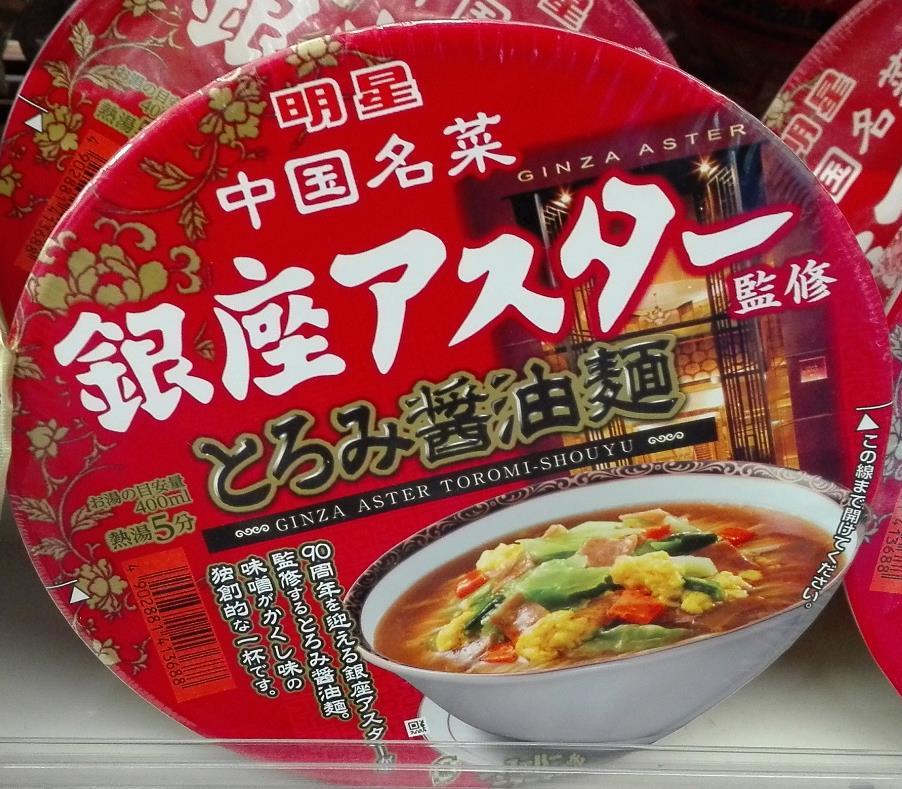 明星
中国名菜
GINZA ASTER
銀座アスター
監修
とろみ醤油麺
GINZA ASTER TOROMI-SHOUYU
お湯の目安量
400ml
熱湯5分
90周年を迎える銀座アスター
監修するとろみ醤油麺。
味噌がかくし味の
独創的な一杯です。
この線まで開けてください。
4 902881 413688